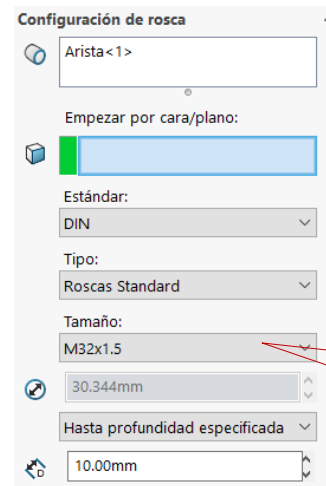 Configuración de rosca
Arista<1>
Empezar por cara/plano:
Estándar:
DIN
Tipo:
Roscas Standard
Tamaño:
M32x1.5
30.344mm
Hasta profundidad especificada
10.00mm